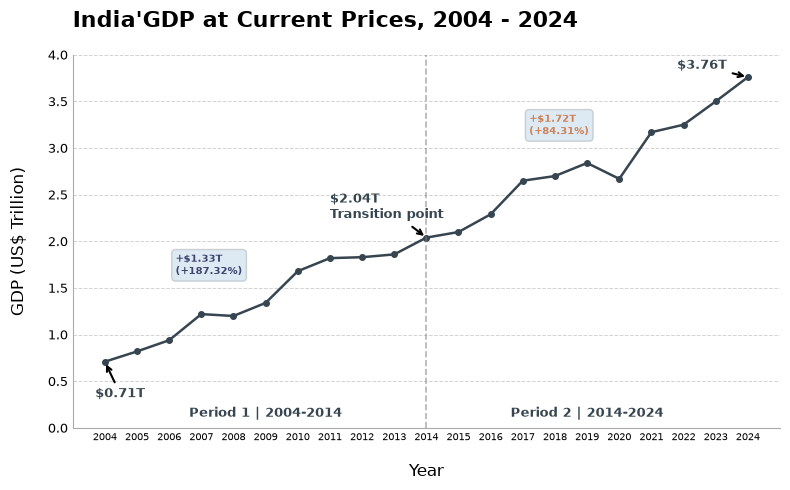 India'GDP at Current Prices, 2004 - 2024
GDP (US$ Trillion)
4.0
3.5
3.0
2.5
2.0
1.5
1.0
0.5
0.0
$3.76T
+$1.72T
(+84.31%)
$2.04T
Transition point
+$1.33T
(+187.32%)
$0.71T
Period 1 | 2004-2014
Period 2 | 2014-2024
2004 2005 2006 2007 2008 2009 2010 2011 2012 2013 2014 2015 2016 2017 2018 2019 2020 2021 2022 2023 2024
Year